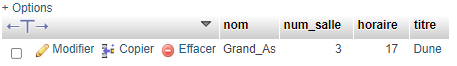 + Options
←T→ nom num_salle horaire titre
Modifier Copier Effacer Grand_As 3 17 Dune